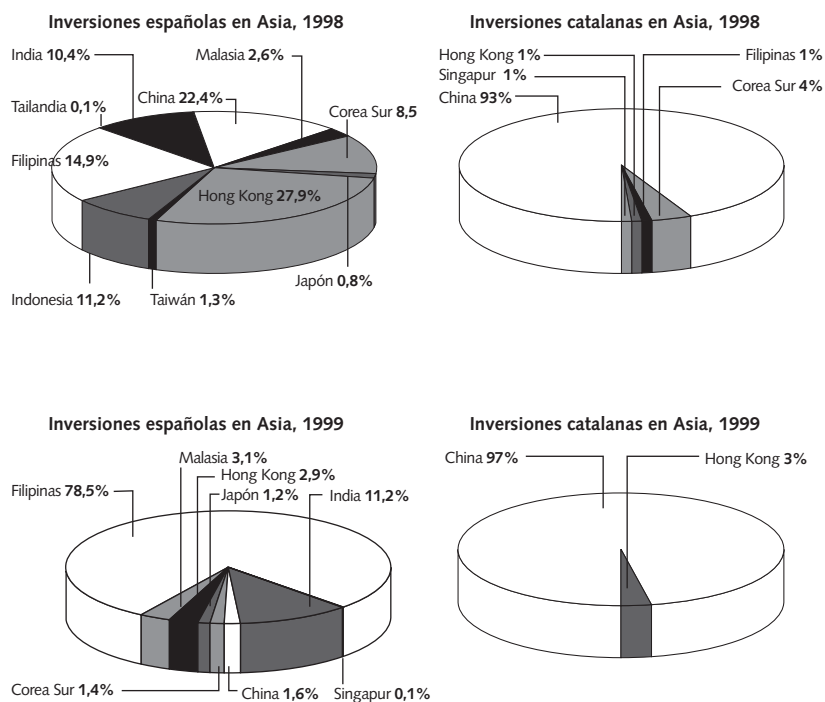 Inversiones españolas en Asia, 1998
India 10,4%
Malasia 2,6%
Tailandia 0,1%
China 22,4%
Corea Sur 8,5
Filipinas 14,9%
Hong Kong 27,9%
Japón 0,8%
Indonesia 11,2%
Taiwán 1,3%
Inversiones catalanas en Asia, 1998
Hong Kong 1%
Filipinas 1%
Singapur 1%
Corea Sur 4%
China 93%
Inversiones españolas en Asia, 1999
Malasia 3,1%
Hong Kong 2,9%
Filipinas 78,5%
Japón 1,2%
India 11,2%
Corea Sur 1,4%
China 1,6%
Singapur 0,1%
Inversiones catalanas en Asia, 1999
China 97%
Hong Kong 3%